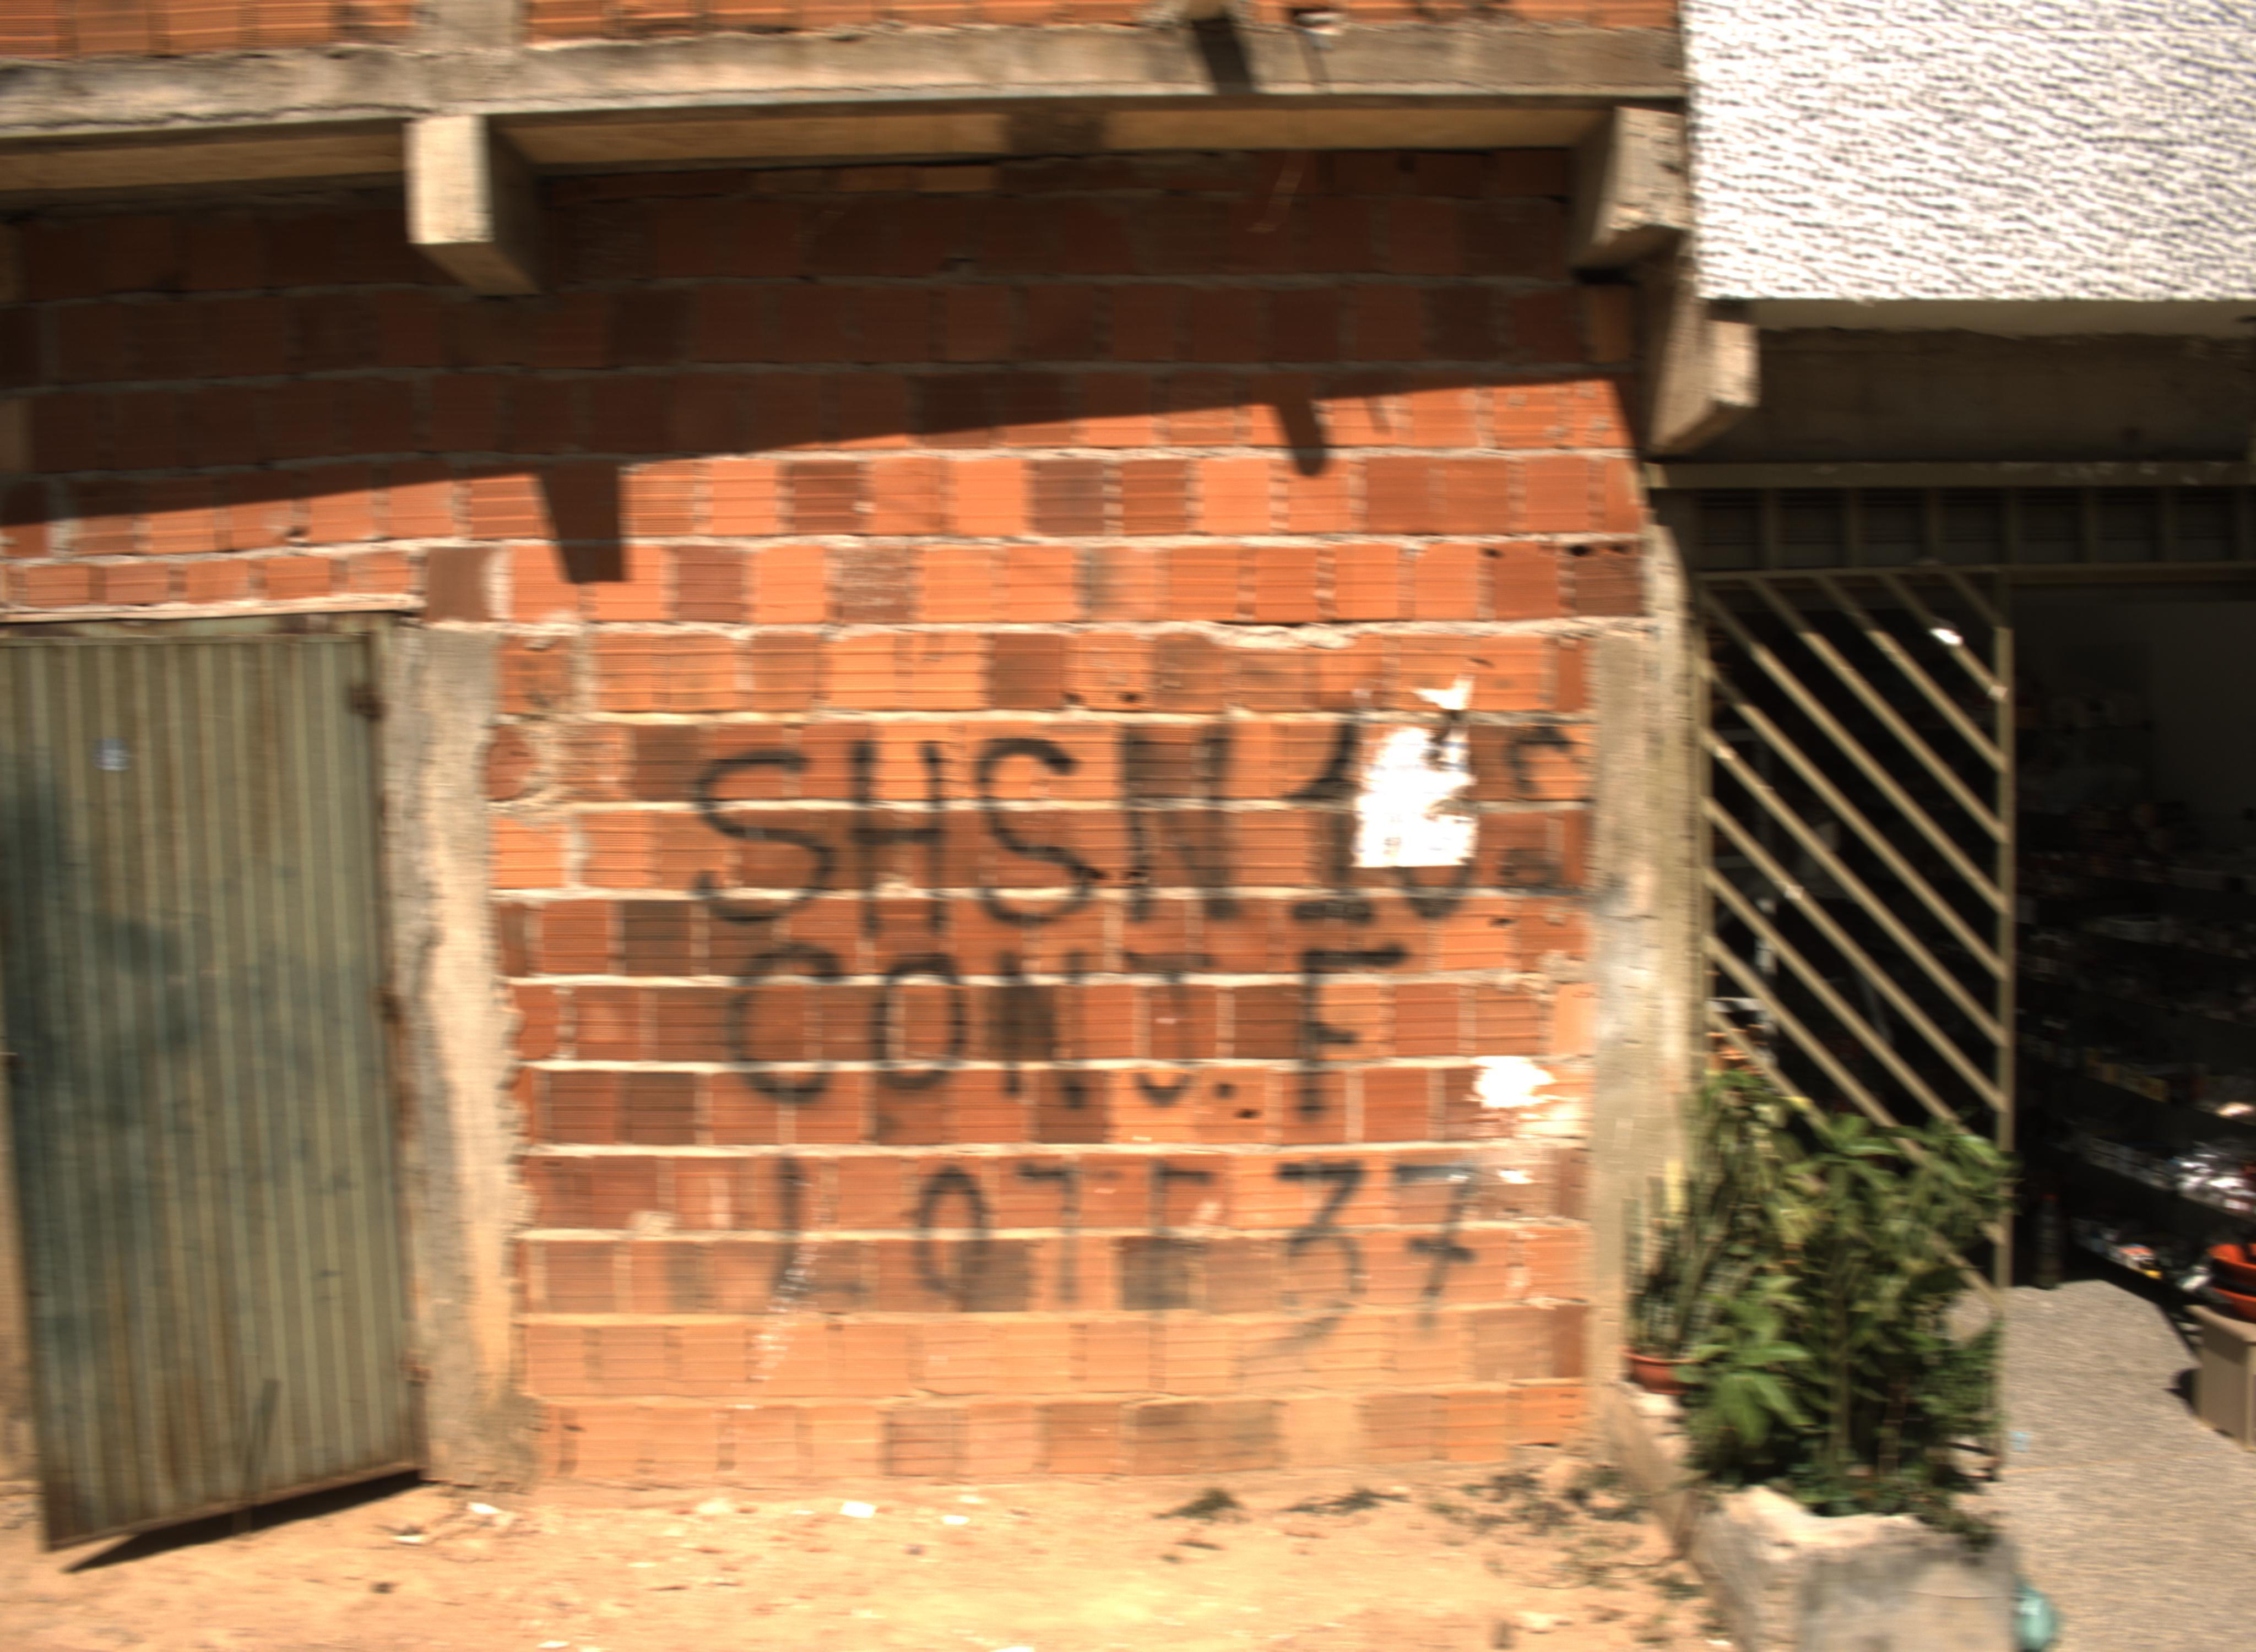 SHSN
CONJ. F
LOTE 37